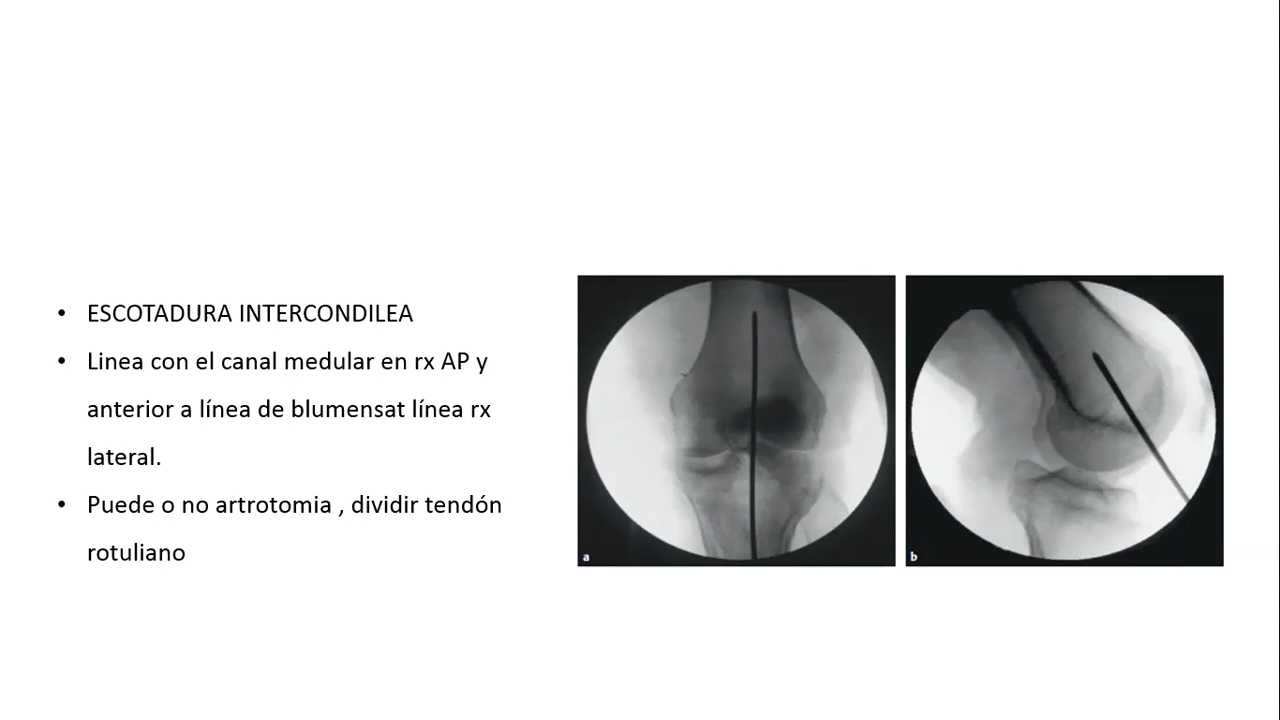 • ESCOTADURA INTERCONDILEA
• Linea con el canal medular en rx AP y
anterior a línea de blumensat línea rx
lateral.
• Puede o no artrotomia , dividir tendón
rotuliano
a
b